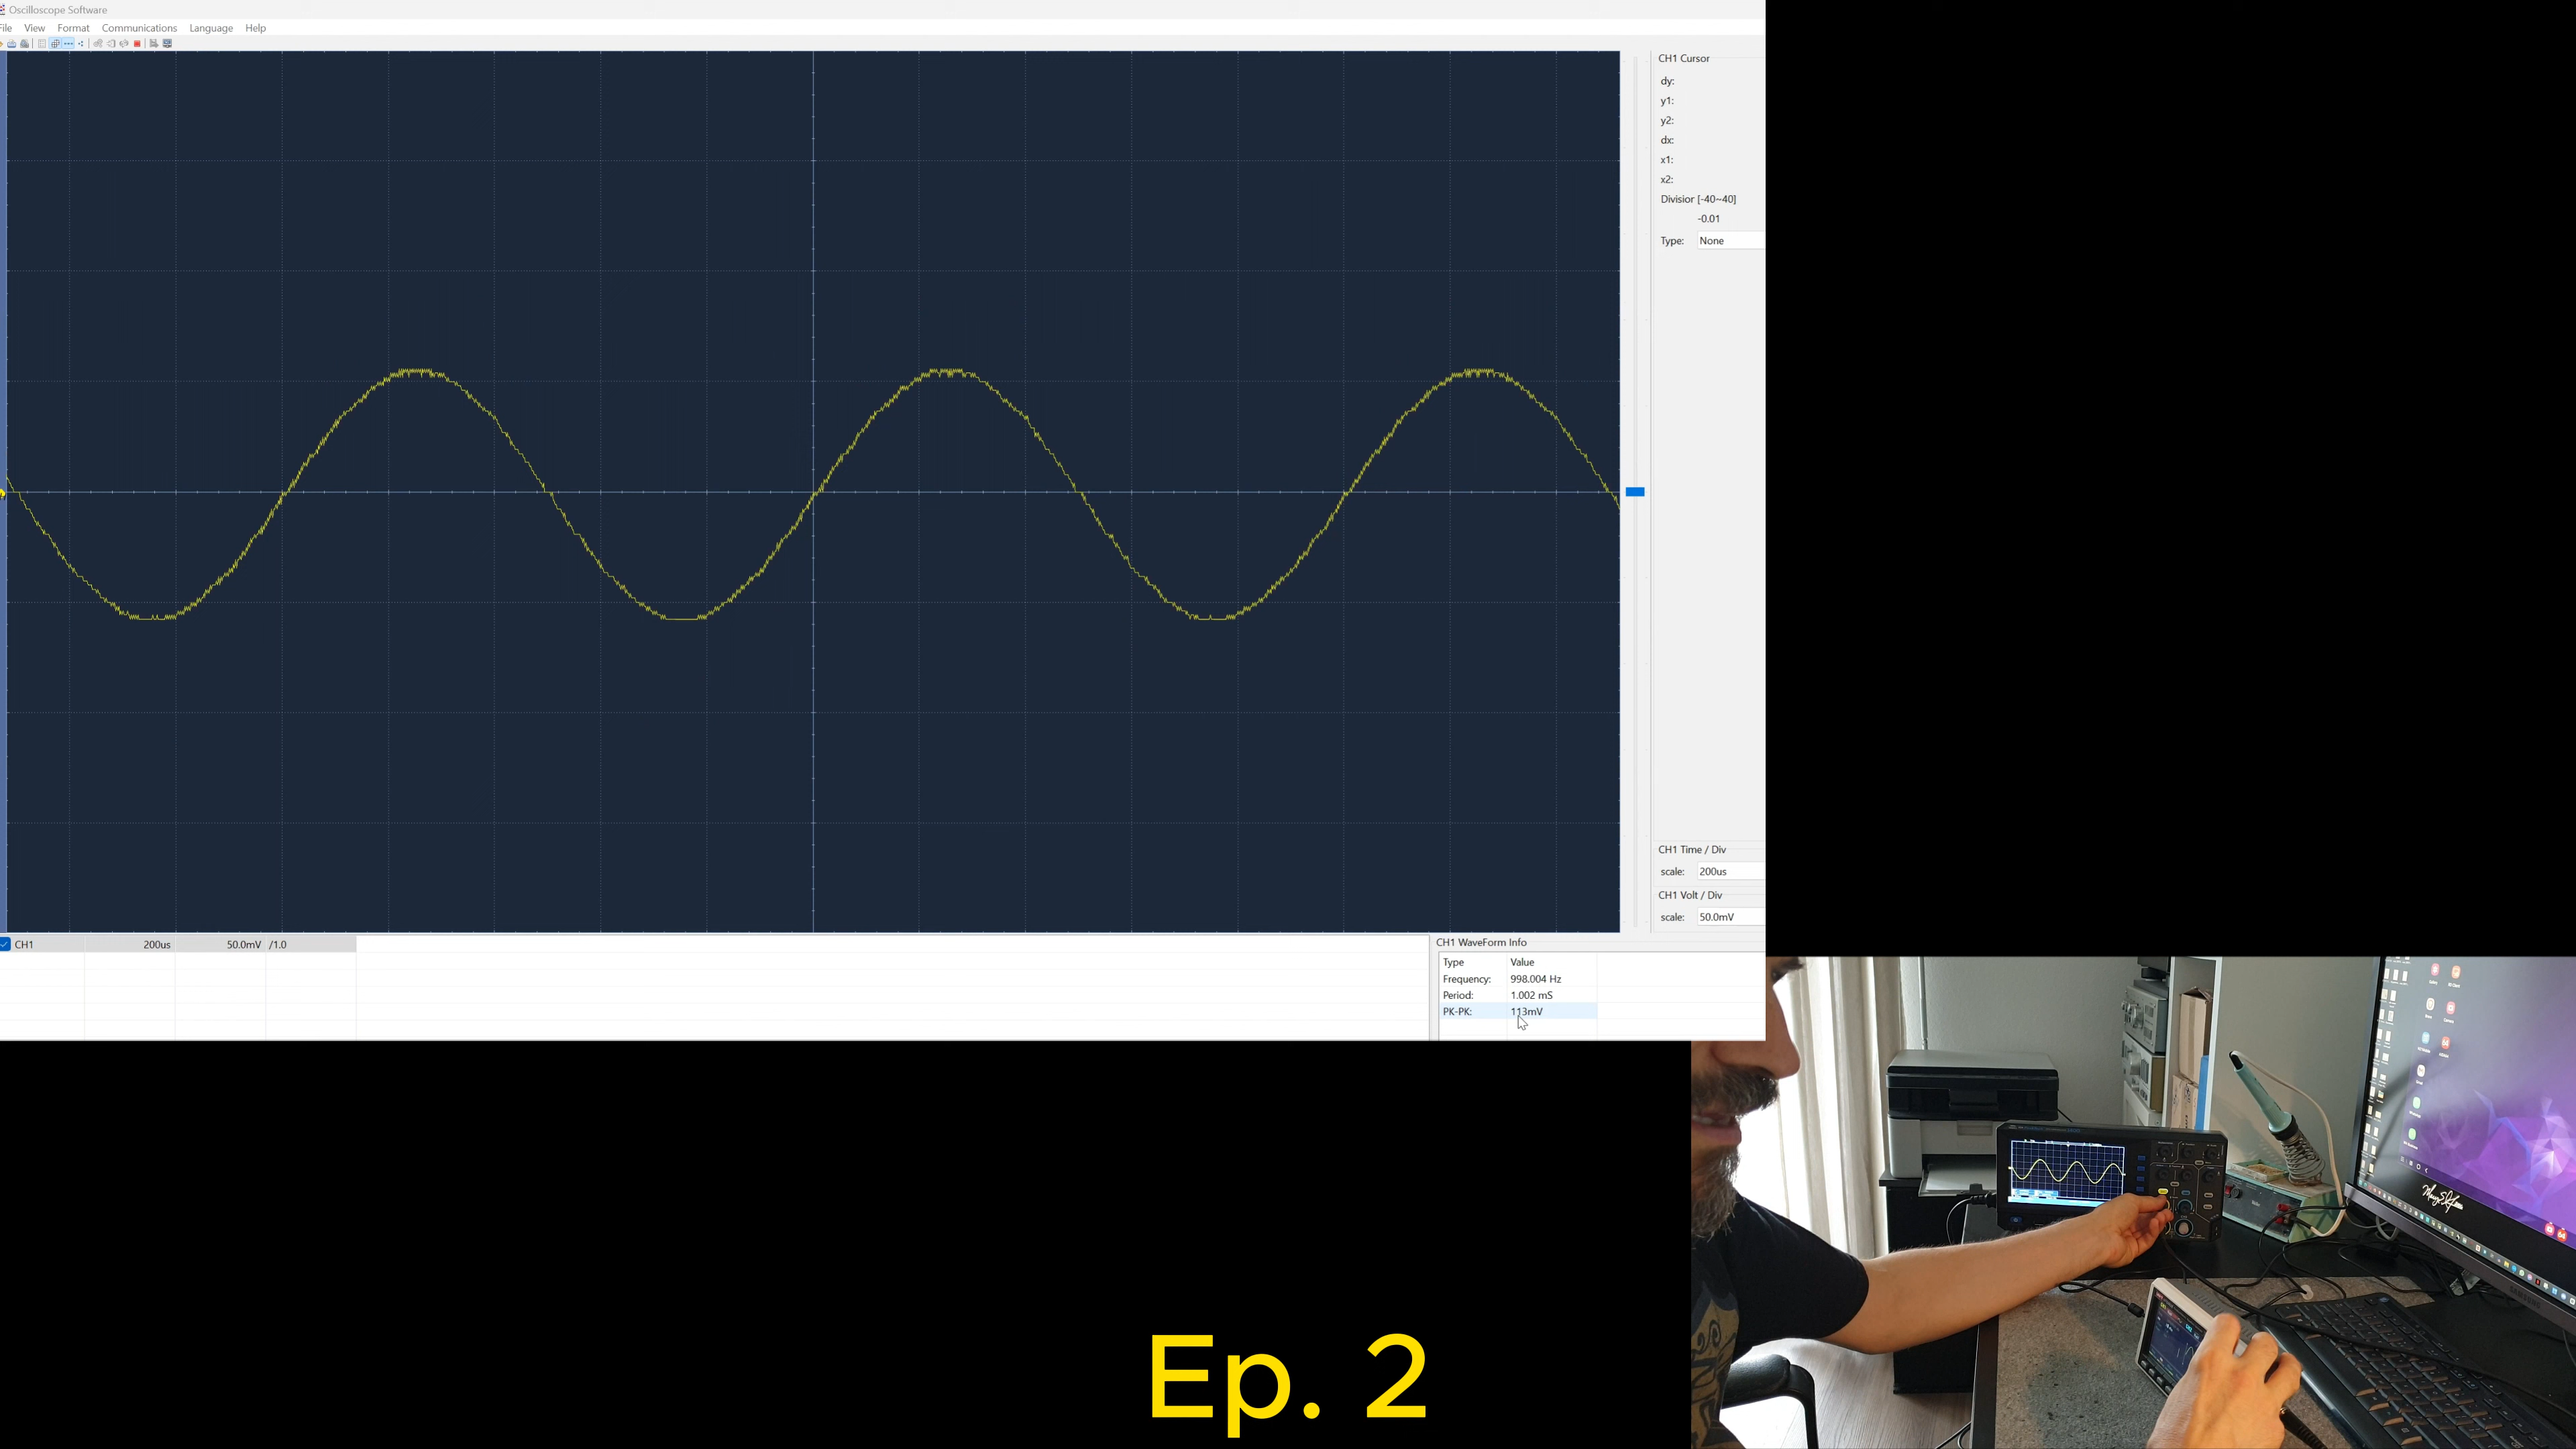 Oscilloscope Software
File View Format Communications Language Help
CH1 Cursor
dy:
y1:
y2:
dx:
x1:
x2:
Divisior [-40~40]
-0.01
Type: None
CH1 Time / Div
scale: 200us
CH1 Volt / Div
scale: 50.0mV
CH1 200us 50.0mV /1.0
CH1 WaveForm Info
Type Value
Frequency: 998.004 Hz
Period: 1.002 mS
PK-PK: 113mV
Ep. 2